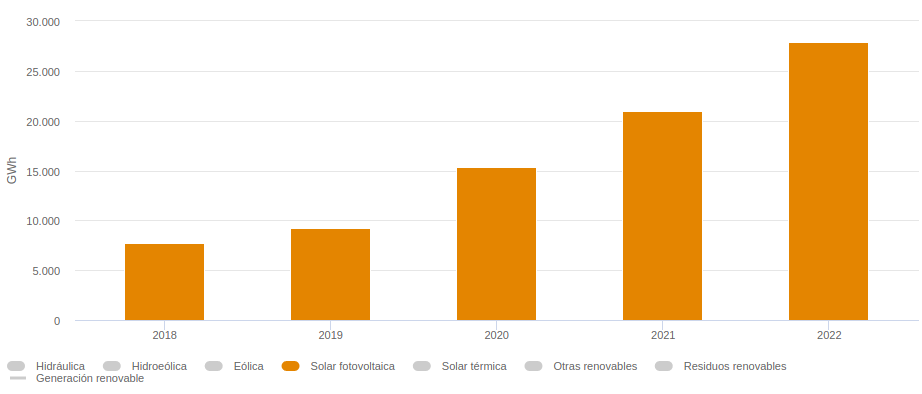 30.000
25.000
20.000
15.000
10.000
5.000
0
GWh
2018 2019 2020 2021 2022
Hidráulica Hidroeólica Eólica Solar fotovoltaica Solar térmica Otras renovables Residuos renovables
Generación renovable